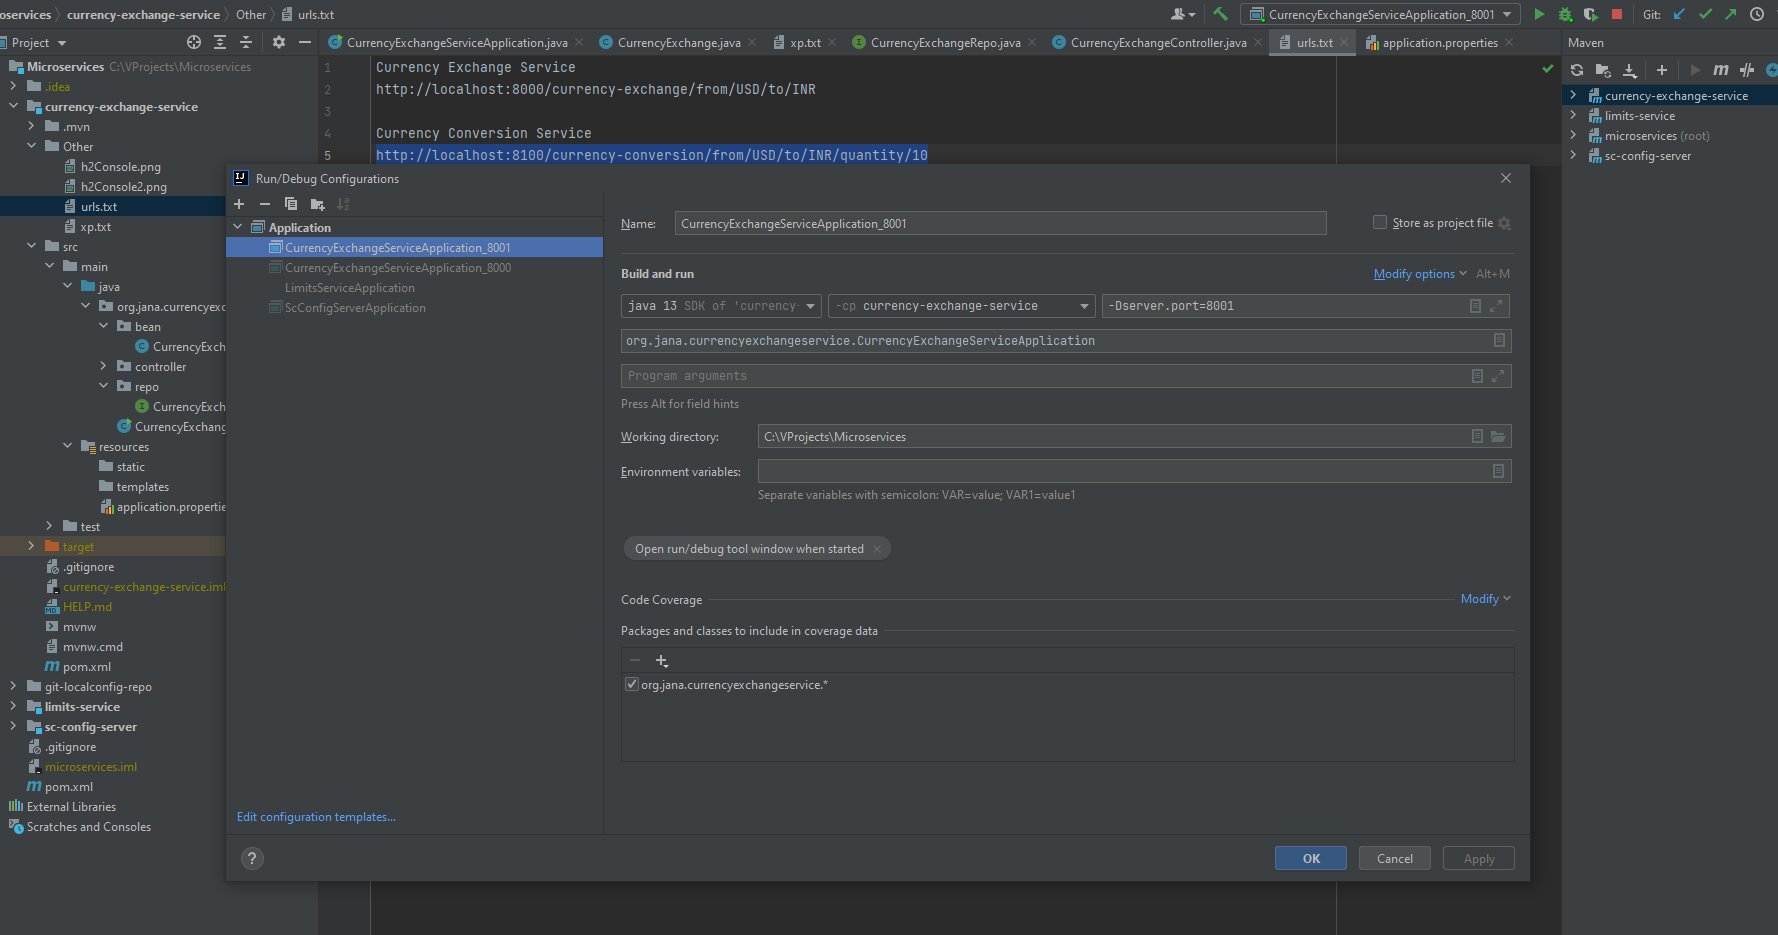 oservices currency-exchange-service Other urls.txt
CurrencyExchangeServiceApplication_8001 Git:
Project
CurrencyExchangeServiceApplication.java CurrencyExchange.java xp.txt CurrencyExchangeRepo.java CurrencyExchangeController.java urls.txt application.properties
Maven
Microservices C:\VProjects\Microservices
.idea
currency-exchange-service
.mvn
Other
h2Console.png
h2Console2.png
urls.txt
xp.txt
src
main
java
org.jana.currencyexc
bean
CurrencyExch
controller
repo
CurrencyExch
CurrencyExchang
resources
static
templates
application.propertie
test
target
.gitignore
currency-exchange-service.iml
HELP.md
mvnw
mvnw.cmd
pom.xml
git-localconfig-repo
limits-service
sc-config-server
.gitignore
microservices.iml
pom.xml
External Libraries
Scratches and Consoles
1 Currency Exchange Service
2 http://localhost:8000/currency-exchange/from/USD/to/INR
3
4 Currency Conversion Service
5 http://localhost:8100/currency-conversion/from/USD/to/INR/quantity/10
currency-exchange-service
limits-service
microservices (root)
sc-config-server
Run/Debug Configurations
Application
CurrencyExchangeServiceApplication_8001
CurrencyExchangeServiceApplication_8000
LimitsServiceApplication
ScConfigServerApplication
Edit configuration templates...
Name: CurrencyExchangeServiceApplication_8001 Store as project file
Build and run Modify options Alt+M
java 13 SDK of 'currency- -cp currency-exchange-service -Dserver.port=8001
org.jana.currencyexchangeservice.CurrencyExchangeServiceApplication
Program arguments
Press Alt for field hints
Working directory: C:\VProjects\Microservices
Environment variables:
Separate variables with semicolon: VAR=value; VAR1=value1
Open run/debug tool window when started
Code Coverage Modify
Packages and classes to include in coverage data
org.jana.currencyexchangeservice.*
? OK Cancel Apply